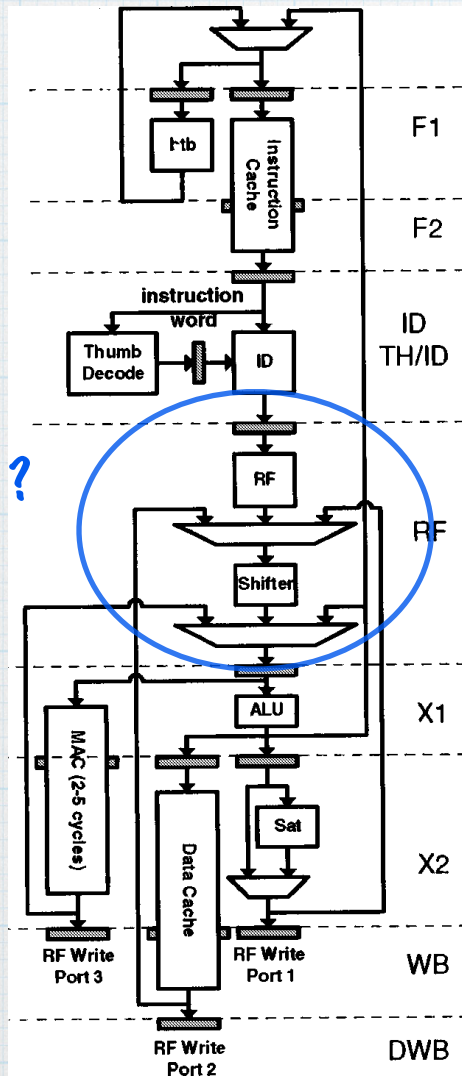 F1
btb
Instruction
Cache
F2
instruction
word
ID
TH/ID
Thumb
Decode
ID
?
RF
RF
Shifter
X1
ALU
MAC (2-5 cycles)
Sat
X2
Data Cache
RF Write
Port 3
RF Write
Port 1
WB
RF Write
Port 2
DWB